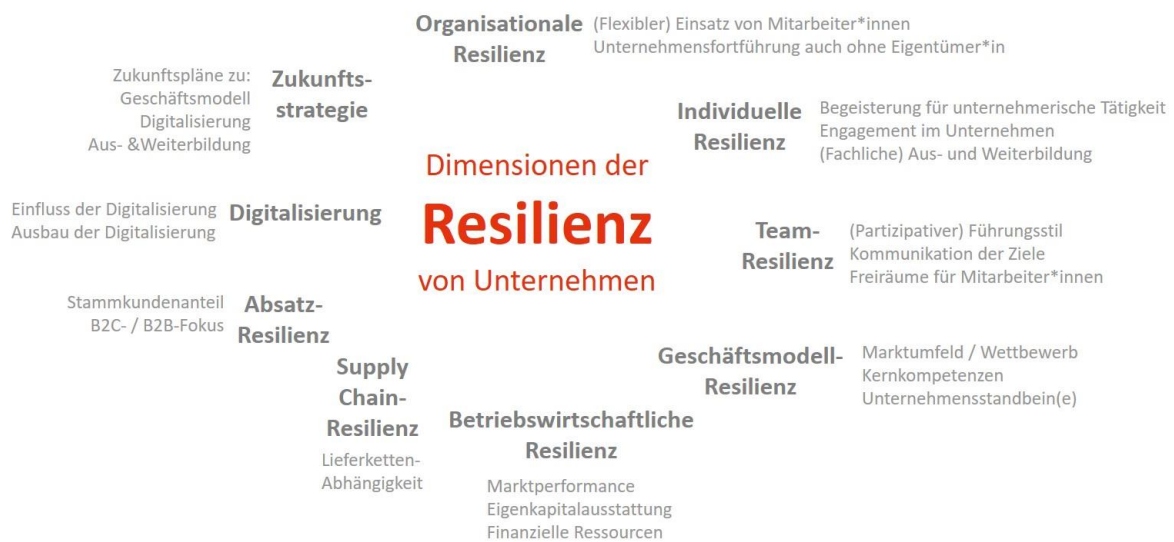 Dimensionen der
Resilienz
von Unternehmen
Organisationale
Resilienz
(Flexibler) Einsatz von Mitarbeiter*innen
Unternehmensfortführung auch ohne Eigentümer*in
Individuelle
Resilienz
Begeisterung für unternehmerische Tätigkeit
Engagement im Unternehmen
(Fachliche) Aus- und Weiterbildung
Team-
Resilienz
(Partizipativer) Führungsstil
Kommunikation der Ziele
Freiräume für Mitarbeiter*innen
Geschäftsmodell-
Resilienz
Marktumfeld / Wettbewerb
Kernkompetenzen
Unternehmensstandbein(e)
Betriebswirtschaftliche
Resilienz
Marktperformance
Eigenkapitalausstattung
Finanzielle Ressourcen
Supply
Chain-
Resilienz
Lieferketten-
Abhängigkeit
Absatz-
Resilienz
Stammkundenanteil
B2C- / B2B-Fokus
Digitalisierung
Einfluss der Digitalisierung
Ausbau der Digitalisierung
Zukunfts-
strategie
Zukunftspläne zu:
Geschäftsmodell
Digitalisierung
Aus- &Weiterbildung